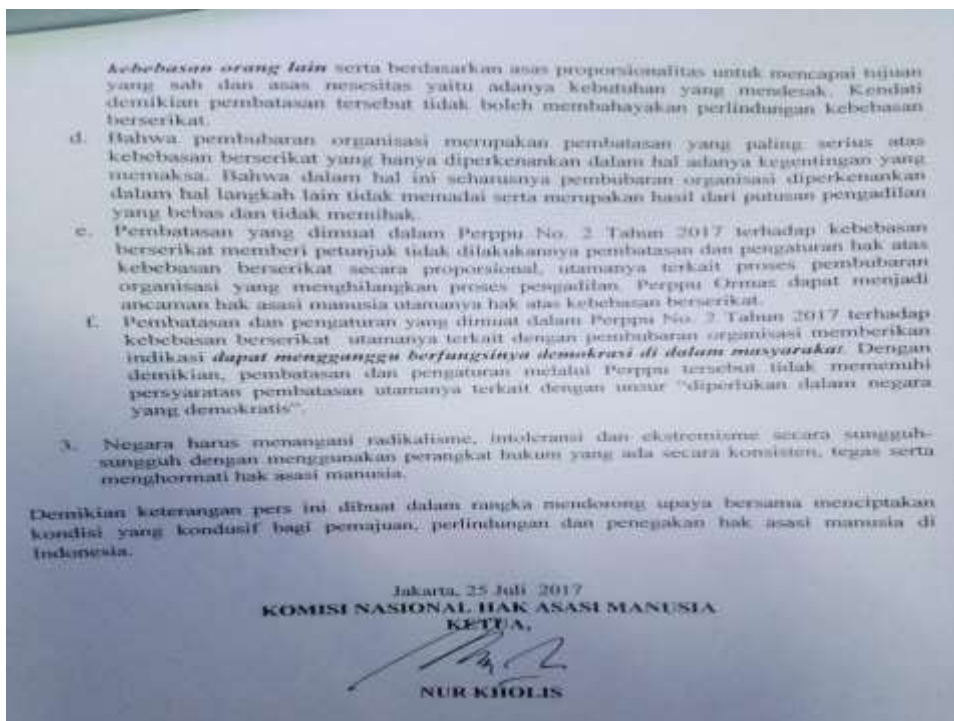 kebebasan orang lain serta berdasarkan asas proporsionalitas untuk mencapai tujuan
yang sah dan asas nesesitas yaitu adanya kebutuhan yang mendesak. Kendati
demikian pembatasan tersebut tidak boleh membahayakan perlindungan kebebasan
berserikat.
d. Bahwa pembubaran organisasi merupakan pembatasan yang paling serius atas
kebebasan berserikat yang hanya diperkenankan dalam hal adanya kegentingan yang
memaksa. Bahwa dalam hal ini seharusnya pembubaran organisasi diperkenankan
dalam hal langkah lain tidak memadai serta merupakan hasil dari putusan pengadilan
yang bebas dan tidak memihak.
e. Pembatasan yang dimuat dalam Perppu No. 2 Tahun 2017 terhadap kebebasan
berserikat memberi petunjuk tidak dilakukannya pembatasan dan pengaturan hak atas
kebebasan berserikat secara proporsional, utamanya terkait proses pembubaran
organisasi yang menghilangkan proses pengadilan. Perppu Ormas dapat menjadi
ancaman hak asasi manusia utamanya hak atas kebebasan berserikat.
f. Pembatasan dan pengaturan yang dimuat dalam Perppu No. 2 Tahun 2017 terhadap
kebebasan berserikat utamanya terkait dengan pembubaran organisasi memberikan
indikasi dapat mengganggu berfungsinya demokrasi di dalam masyarakat. Dengan
demikian, pembatasan dan pengaturan melalui Perppu tersebut tidak memenuhi
persyaratan pembatasan utamanya terkait dengan unsur "diperlukan dalam negara
yang demokratis".
3. Negara harus menangani radikalisme, intoleransi dan ekstremisme secara sungguh-
sungguh dengan menggunakan perangkat hukum yang ada secara konsisten, tegas serta
menghormati hak asasi manusia.
Demikian keterangan pers ini dibuat dalam rangka mendorong upaya bersama menciptakan
kondisi yang kondusif bagi pemajuan, perlindungan dan penegakan hak asasi manusia di
Indonesia.
Jakarta, 25 Juli 2017
KOMISI NASIONAL HAK ASASI MANUSIA
KETUA,
NUR KHOLIS